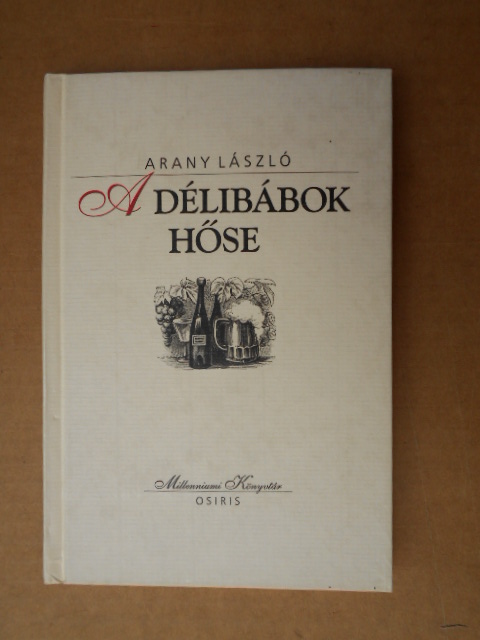 ARANY LÁSZLÓ
A DÉLIBÁBOK
HŐSE
Millenniumi Könyvtár
OSIRIS